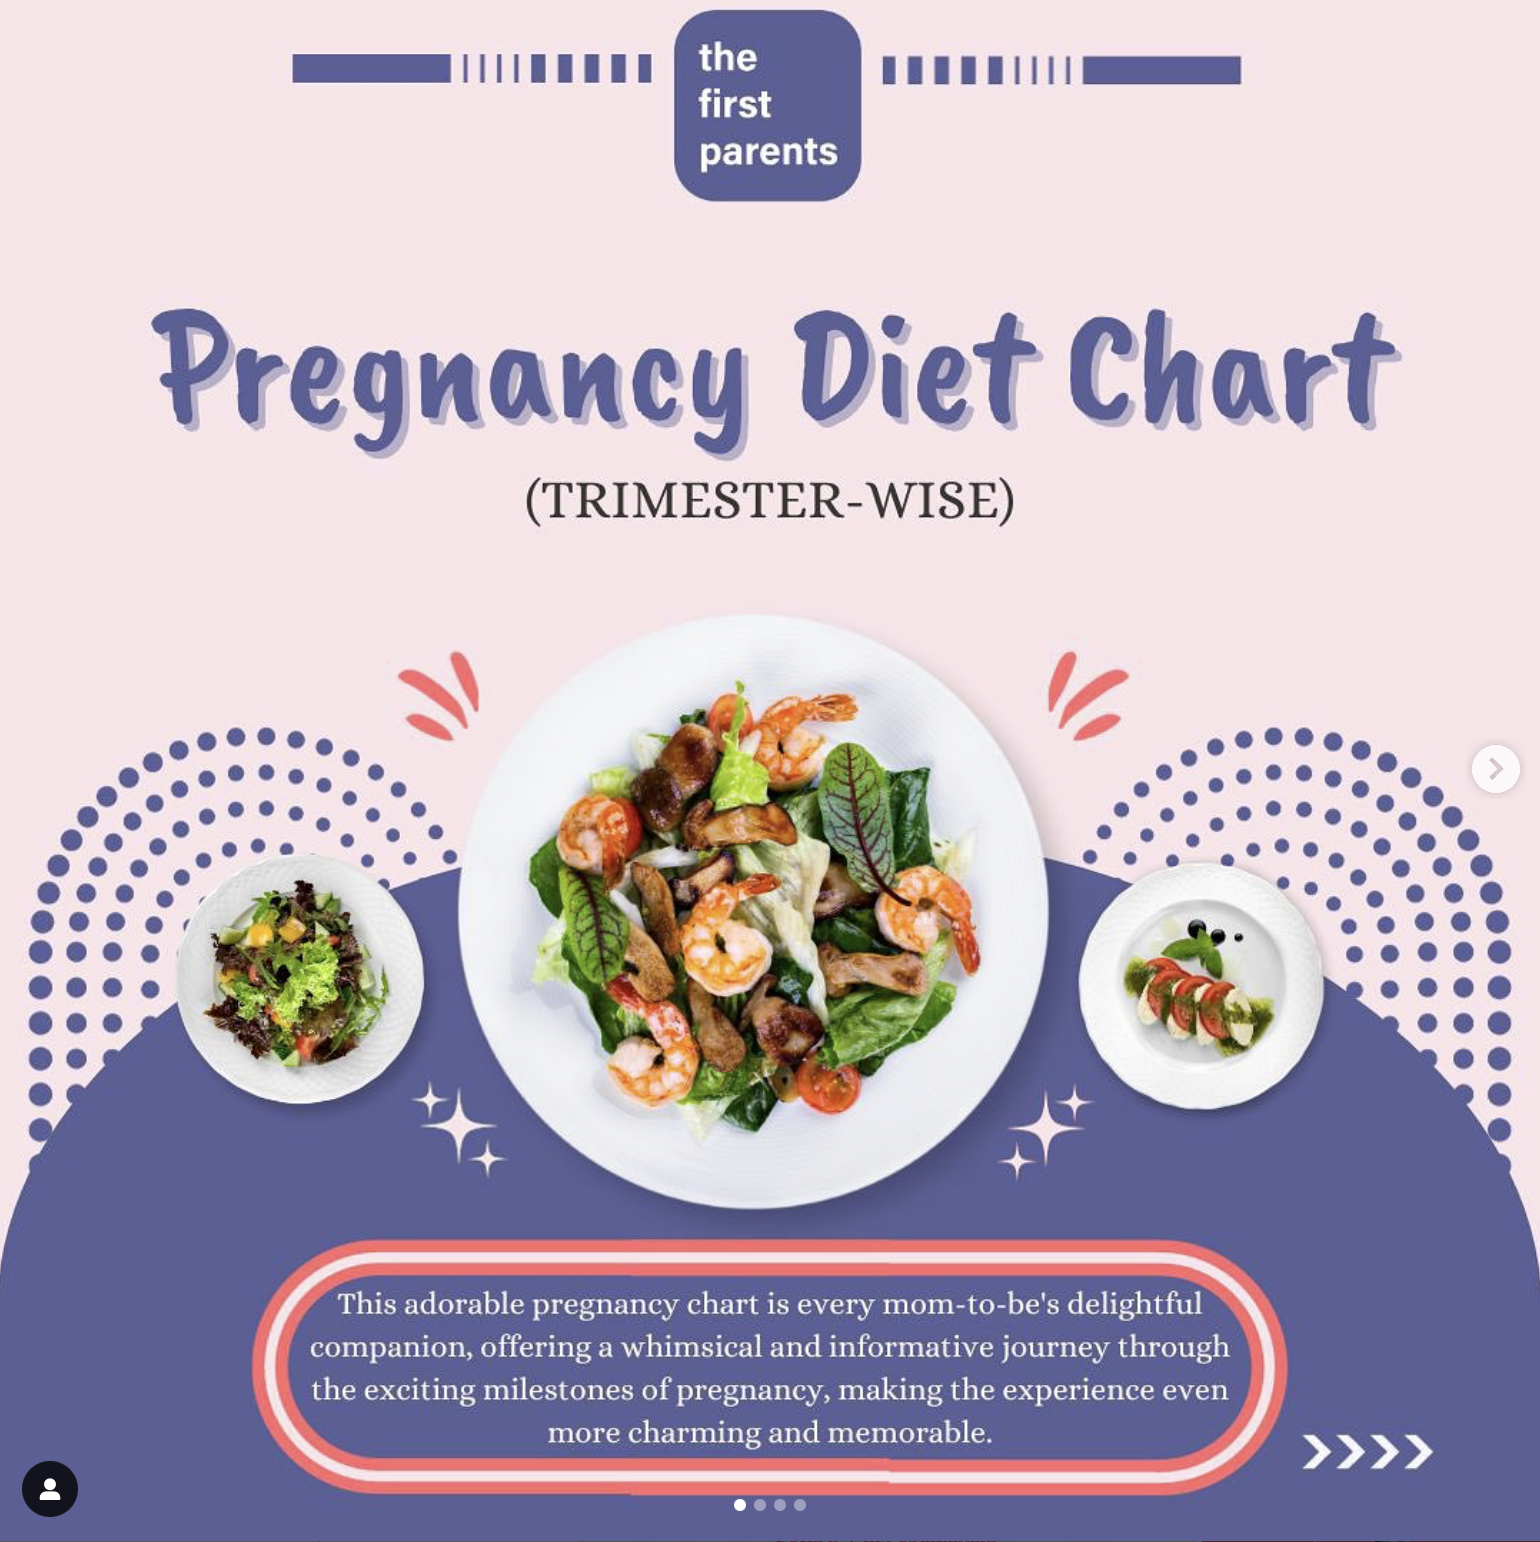 the
first
parents
Pregnancy Diet Chart
(TRIMESTER-WISE)
This adorable pregnancy chart is every mom-to-be's delightful
companion, offering a whimsical and informative journey through
the exciting milestones of pregnancy, making the experience even
more charming and memorable.